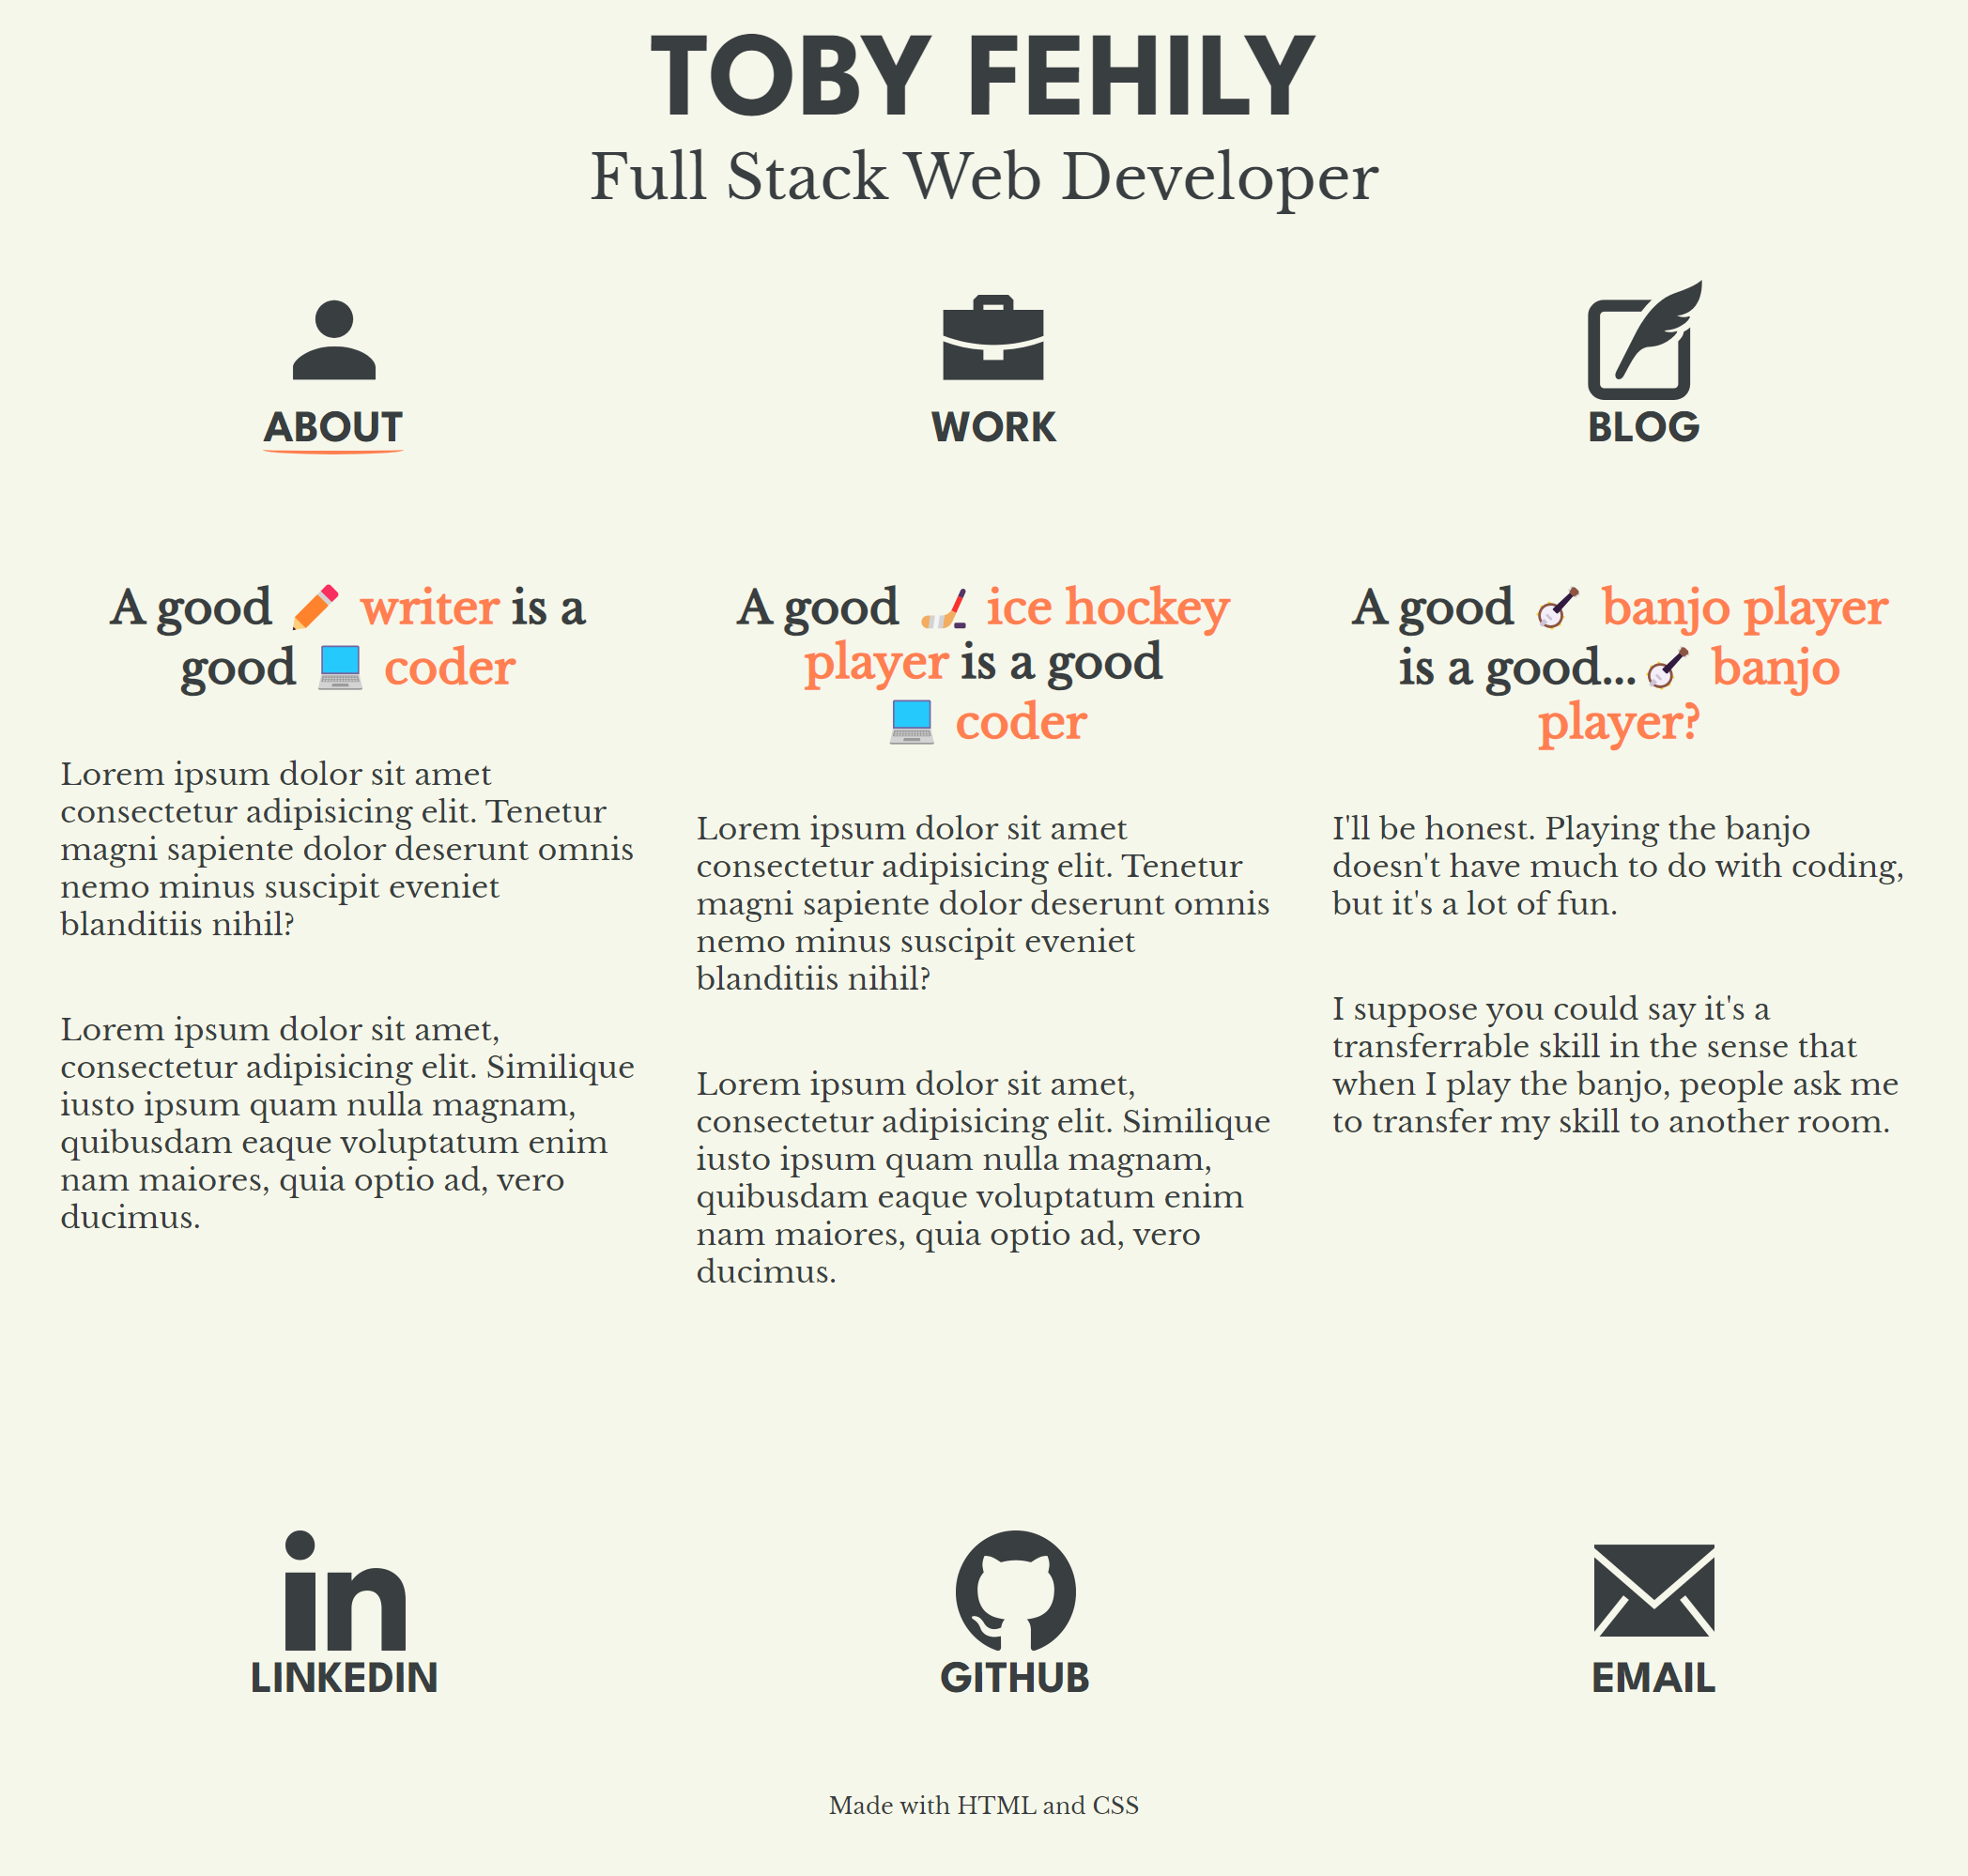 TOBY FEHILY
Full Stack Web Developer
ABOUT
WORK
BLOG
A good ✏️ writer is a
good 💻 coder
Lorem ipsum dolor sit amet
consectetur adipisicing elit. Tenetur
magni sapiente dolor deserunt omnis
nemo minus suscipit eveniet
blanditiis nihil?
Lorem ipsum dolor sit amet,
consectetur adipisicing elit. Similique
iusto ipsum quam nulla magnam,
quibusdam eaque voluptatum enim
nam maiores, quia optio ad, vero
ducimus.
A good 🏒 ice hockey
player is a good
💻 coder
Lorem ipsum dolor sit amet
consectetur adipisicing elit. Tenetur
magni sapiente dolor deserunt omnis
nemo minus suscipit eveniet
blanditiis nihil?
Lorem ipsum dolor sit amet,
consectetur adipisicing elit. Similique
iusto ipsum quam nulla magnam,
quibusdam eaque voluptatum enim
nam maiores, quia optio ad, vero
ducimus.
A good 🪕 banjo player
is a good...🪕 banjo
player?
I'll be honest. Playing the banjo
doesn't have much to do with coding,
but it's a lot of fun.
I suppose you could say it's a
transferrable skill in the sense that
when I play the banjo, people ask me
to transfer my skill to another room.
LINKEDIN
GITHUB
EMAIL
Made with HTML and CSS